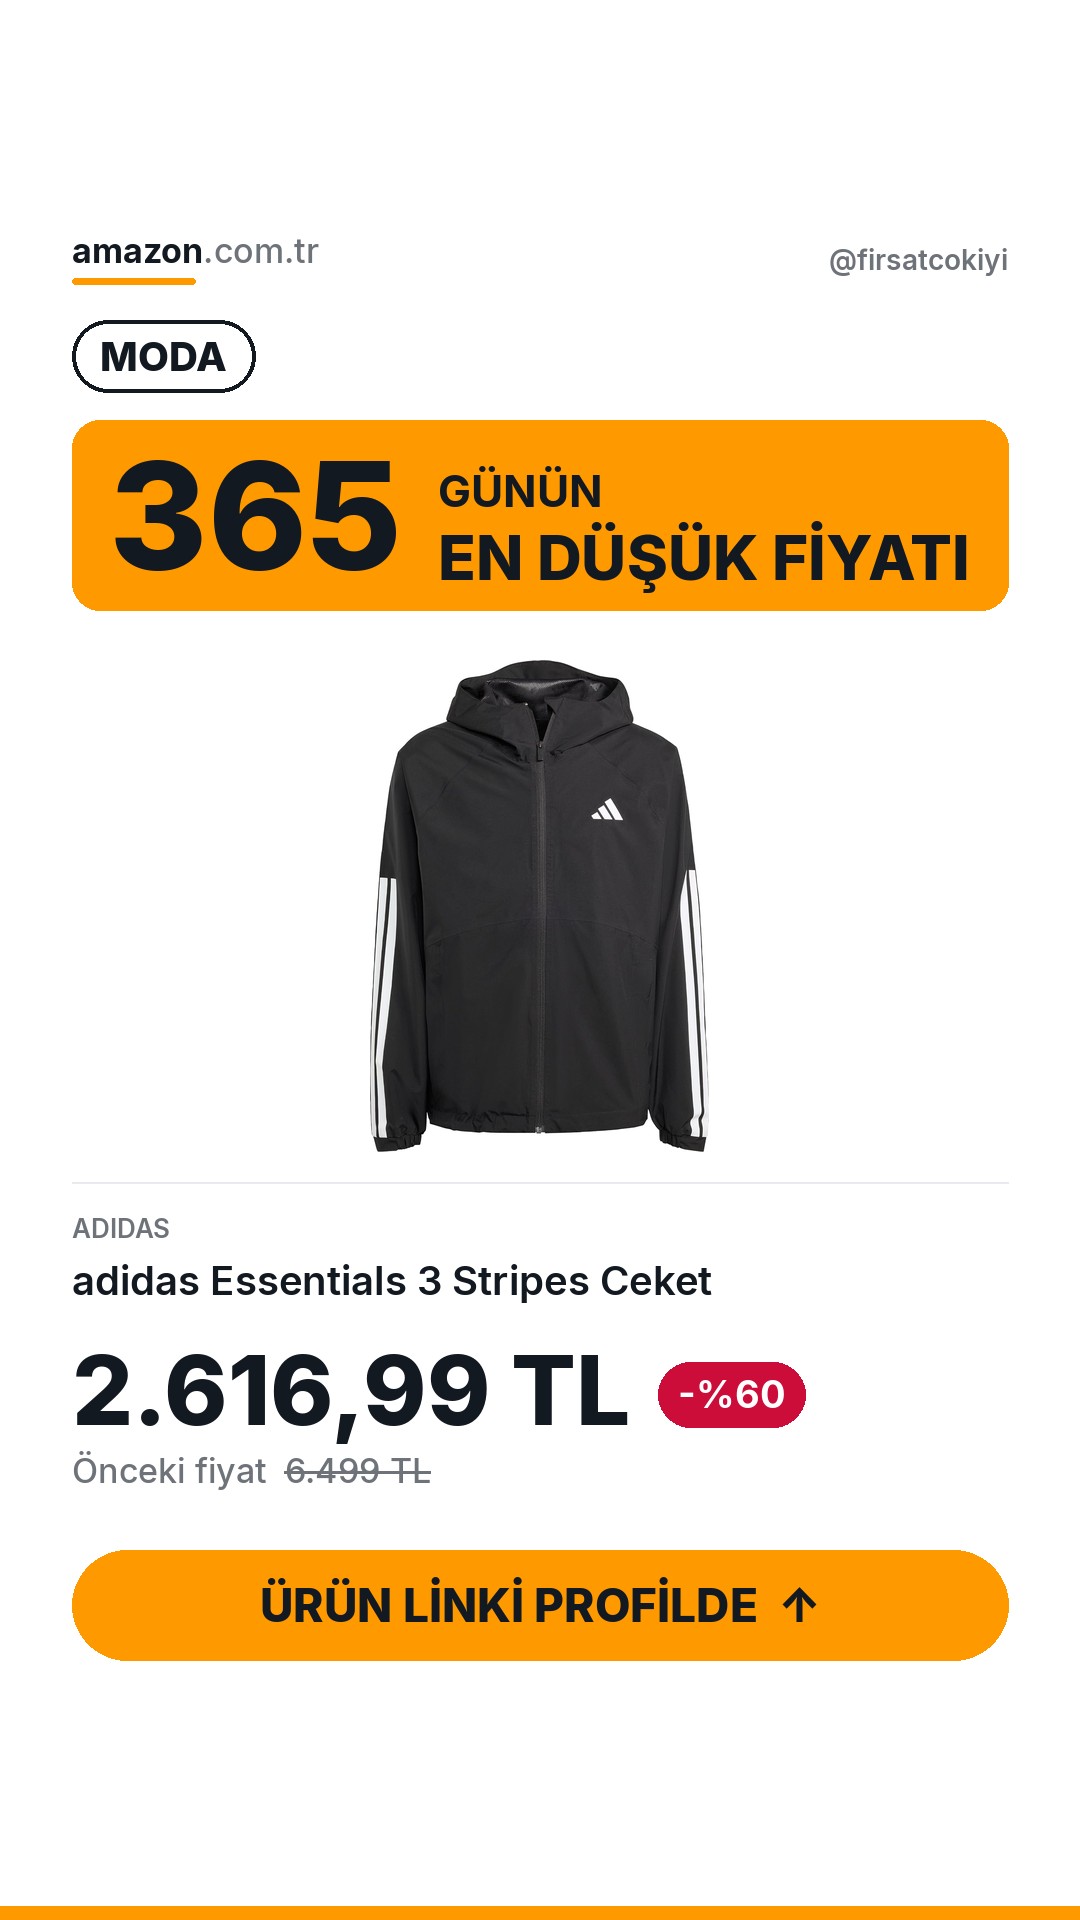 amazon.com.tr
@firsatcokiyi
MODA
365 GÜNÜN
EN DÜŞÜK FİYATI
ADIDAS
adidas Essentials 3 Stripes Ceket
2.616,99 TL -%60
Önceki fiyat 6.499 TL
ÜRÜN LİNKİ PROFİLDE ↑